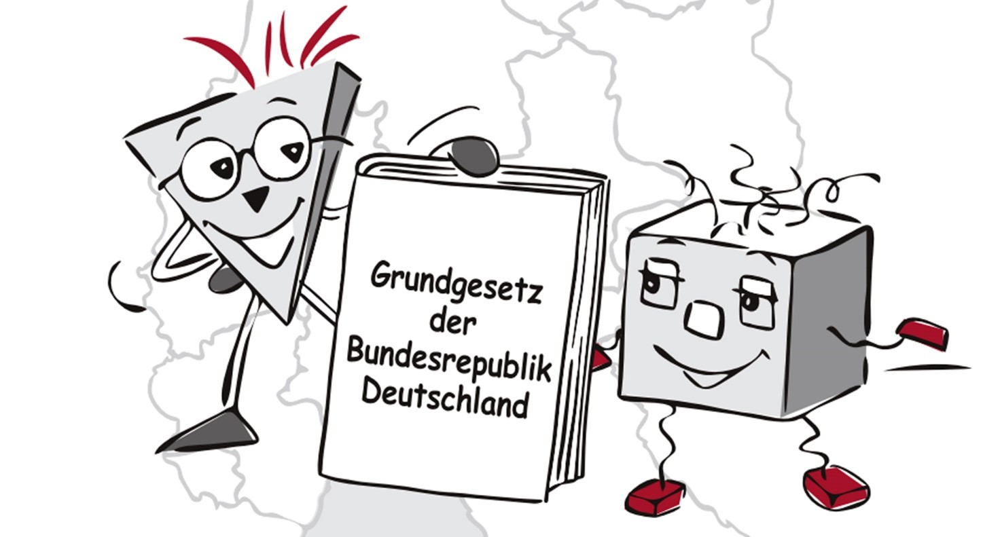 Grundgesetz
der
Bundesrepublik
Deutschland